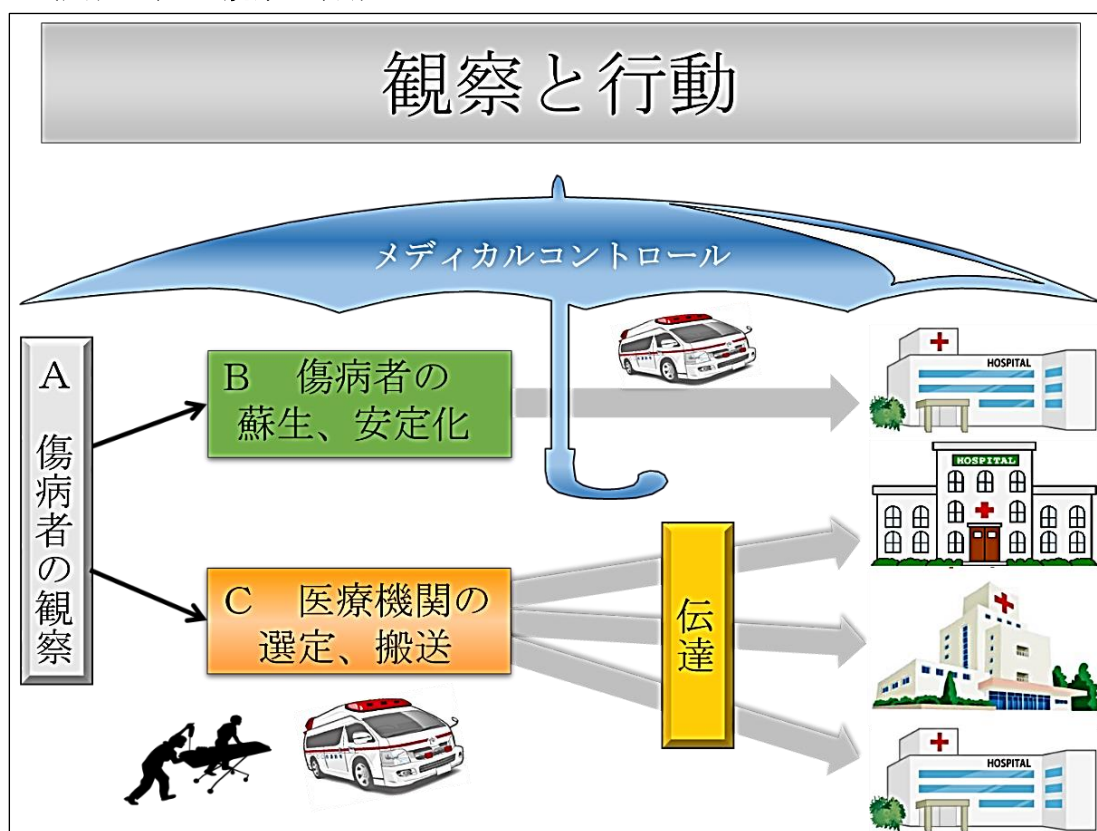 観察と行動
メディカルコントロール
A 傷病者の観察
B 傷病者の
蘇生、安定化
C 医療機関の
選定、搬送
伝達
HOSPITAL
HOSPITAL
HOSPITAL